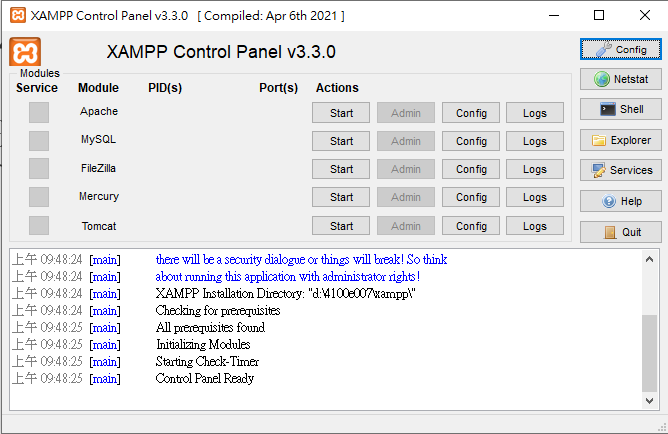 XAMPP Control Panel v3.3.0 [ Compiled: Apr 6th 2021 ]
XAMPP Control Panel v3.3.0
Config
Modules
Service Module PID(s) Port(s) Actions
Netstat
Apache Start Admin Config Logs
Shell
MySQL Start Admin Config Logs
Explorer
FileZilla Start Admin Config Logs
Services
Mercury Start Admin Config Logs
Help
Tomcat Start Admin Config Logs
Quit
上午 09:48:24 [main] there will be a security dialogue or things will break! So think
上午 09:48:24 [main] about running this application with administrator rights!
上午 09:48:24 [main] XAMPP Installation Directory: "d:\4100e007\xampp\"
上午 09:48:24 [main] Checking for prerequisites
上午 09:48:25 [main] All prerequisites found
上午 09:48:25 [main] Initializing Modules
上午 09:48:25 [main] Starting Check-Timer
上午 09:48:25 [main] Control Panel Ready